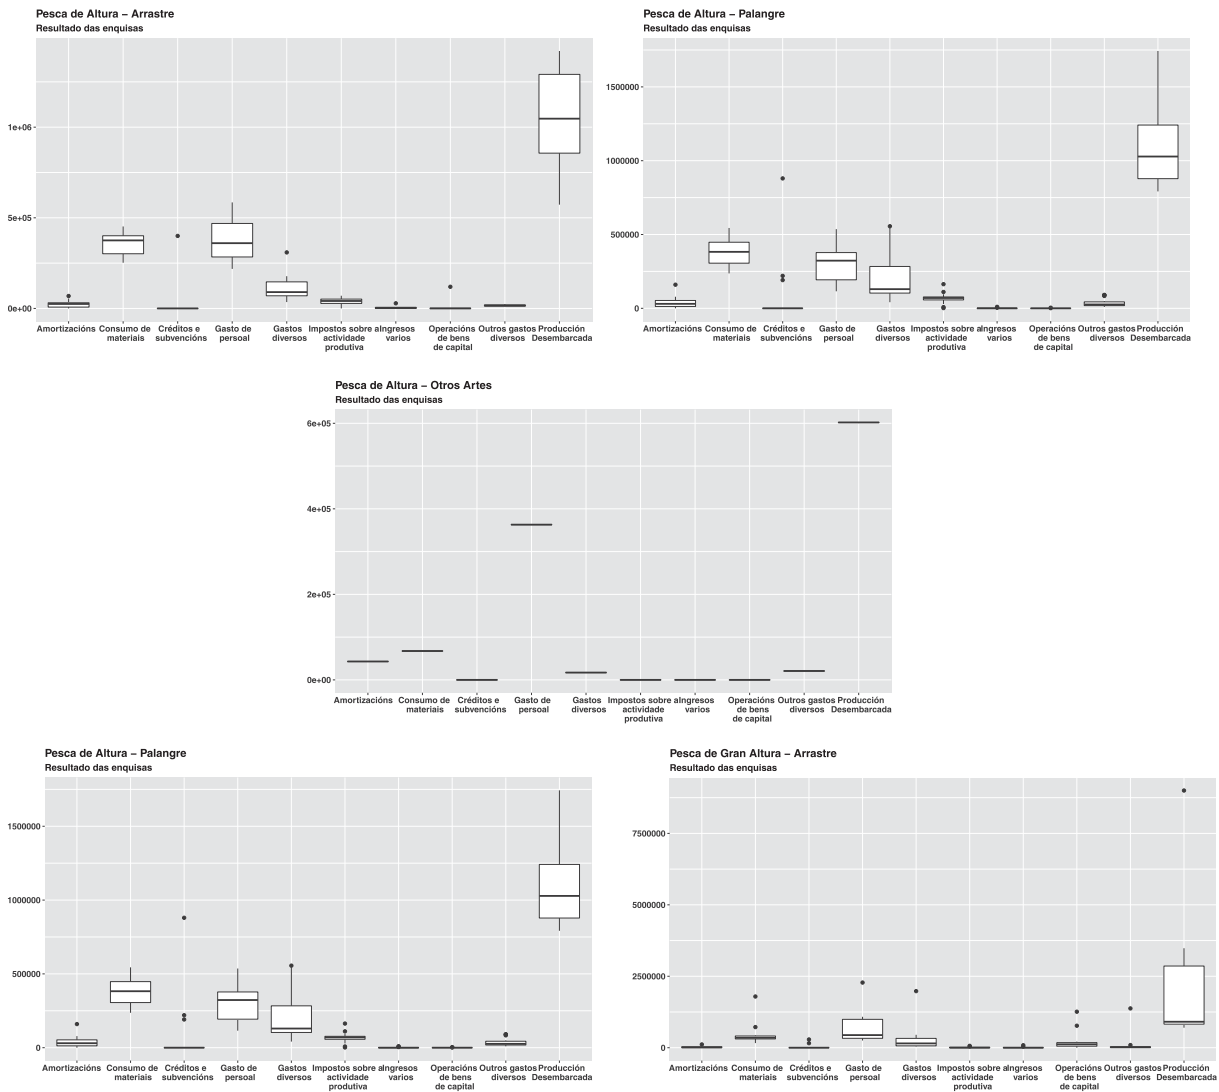 Pesca de Altura – Arrastre
Resultado das enquisas
1e+06
5e+05
0e+00
Amortizacións Consumo de Créditos e Gasto de Gastos Impostos sobre aIngresos Operacións Outros gastos Producción
materiais subvencións persoal diversos actividade varios de bens diversos Desembarcada
produtiva de capital
Pesca de Altura – Palangre
Resultado das enquisas
1500000
1000000
500000
0
Amortizacións Consumo de Créditos e Gasto de Gastos Impostos sobre aIngresos Operacións Outros gastos Producción
materiais subvencións persoal diversos actividade varios de bens diversos Desembarcada
produtiva de capital
Pesca de Altura – Otros Artes
Resultado das enquisas
6e+05
4e+05
2e+05
0e+00
Amortizacións Consumo de Créditos e Gasto de Gastos Impostos sobre aIngresos Operacións Outros gastos Producción
materiais subvencións persoal diversos actividade varios de bens diversos Desembarcada
produtiva de capital
Pesca de Altura – Palangre
Resultado das enquisas
1500000
1000000
500000
0
Amortizacións Consumo de Créditos e Gasto de Gastos Impostos sobre aIngresos Operacións Outros gastos Producción
materiais subvencións persoal diversos actividade varios de bens diversos Desembarcada
produtiva de capital
Pesca de Gran Altura – Arrastre
Resultado das enquisas
7500000
5000000
2500000
0
Amortizacións Consumo de Créditos e Gasto de Gastos Impostos sobre aIngresos Operacións Outros gastos Producción
materiais subvencións persoal diversos actividade varios de bens diversos Desembarcada
produtiva de capital